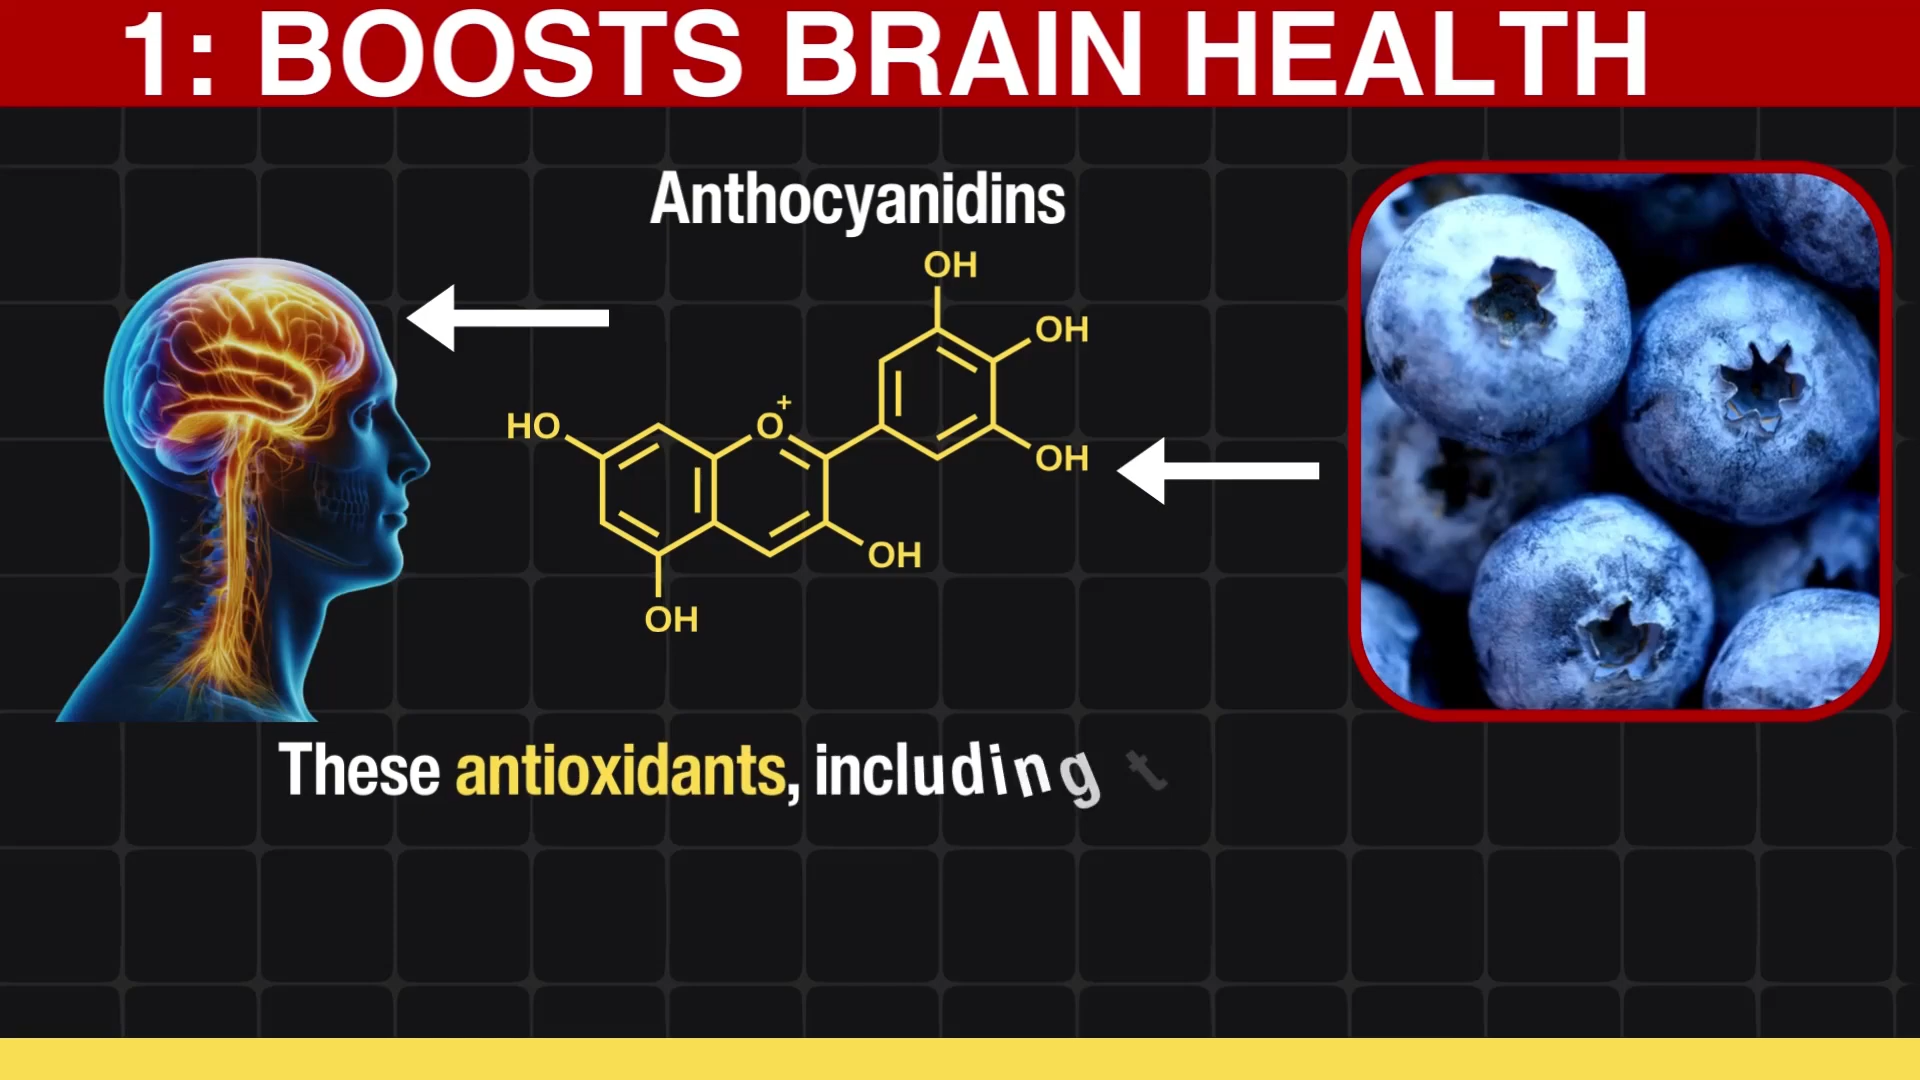 1: BOOSTS BRAIN HEALTH
Anthocyanidins
OH
OH
HO
O+
OH
OH
OH
These antioxidants, including t